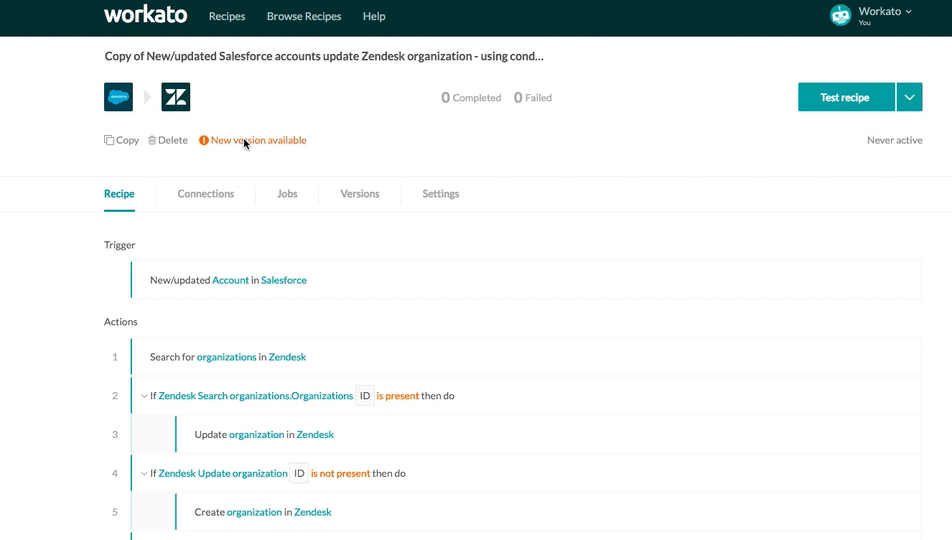 workato Recipes Browse Recipes Help Workato
You
Copy of New/updated Salesforce accounts update Zendesk organization - using cond...
salesforce 0 Completed 0 Failed Test recipe
Copy Delete New version available Never active
Recipe Connections Jobs Versions Settings
Trigger
New/updated Account in Salesforce
Actions
1 Search for organizations in Zendesk
2 If Zendesk Search organizations.Organizations ID is present then do
3 Update organization in Zendesk
4 If Zendesk Update organization ID is not present then do
5 Create organization in Zendesk